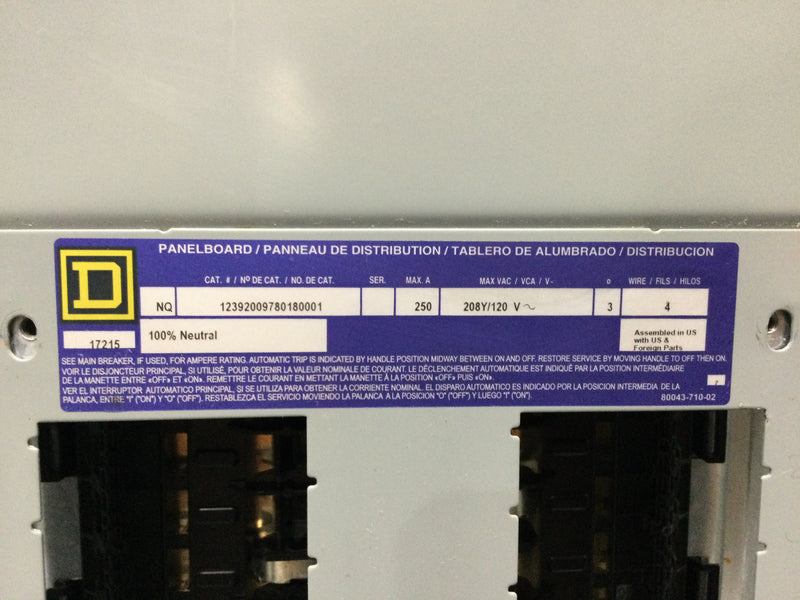 PANELBOARD / PANNEAU DE DISTRIBUTION / TABLERO DE ALUMBRADO / DISTRIBUCION
CAT. # / Nº DE CAT. / NO. DE CAT. SER. MAX. A MAX VAC / VCA / V~ ø WIRE / FILS / HILOS
D
NQ 12392009780180001 250 208Y/120 V ~ 3 4
17215 100% Neutral
Assembled in US
with US &
Foreign Parts
SEE MAIN BREAKER, IF USED, FOR AMPERE RATING. AUTOMATIC TRIP IS INDICATED BY HANDLE POSITION MIDWAY BETWEEN ON AND OFF. RESTORE SERVICE BY MOVING HANDLE TO OFF THEN ON.
VOIR LE DISJONCTEUR PRINCIPAL, SI UTILISÉ, POUR OBTENIR LA VALEUR NOMINALE DE COURANT. LE DÉCLENCHEMENT AUTOMATIQUE EST INDIQUÉ PAR LA POSITION INTERMÉDIAIRE
DE LA MANETTE ENTRE «OFF» ET «ON». REMETTRE LE COURANT EN METTANT LA MANETTE À LA POSITION «OFF» PUIS «ON».
VER EL INTERRUPTOR AUTOMATICO PRINCIPAL, SI SE UTILIZA PARA OBTENER LA CORRIENTE NOMINAL. EL DISPARO AUTOMATICO ES INDICADO POR LA POSICION INTERMEDIA DE LA
PALANCA, ENTRE "I" ("ON") Y "O" ("OFF"). RESTABLEZCA EL SERVICIO MOVIENDO LA PALANCA A LA POSICION "O" ("OFF") Y LUEGO "I" ("ON").
80043-710-02